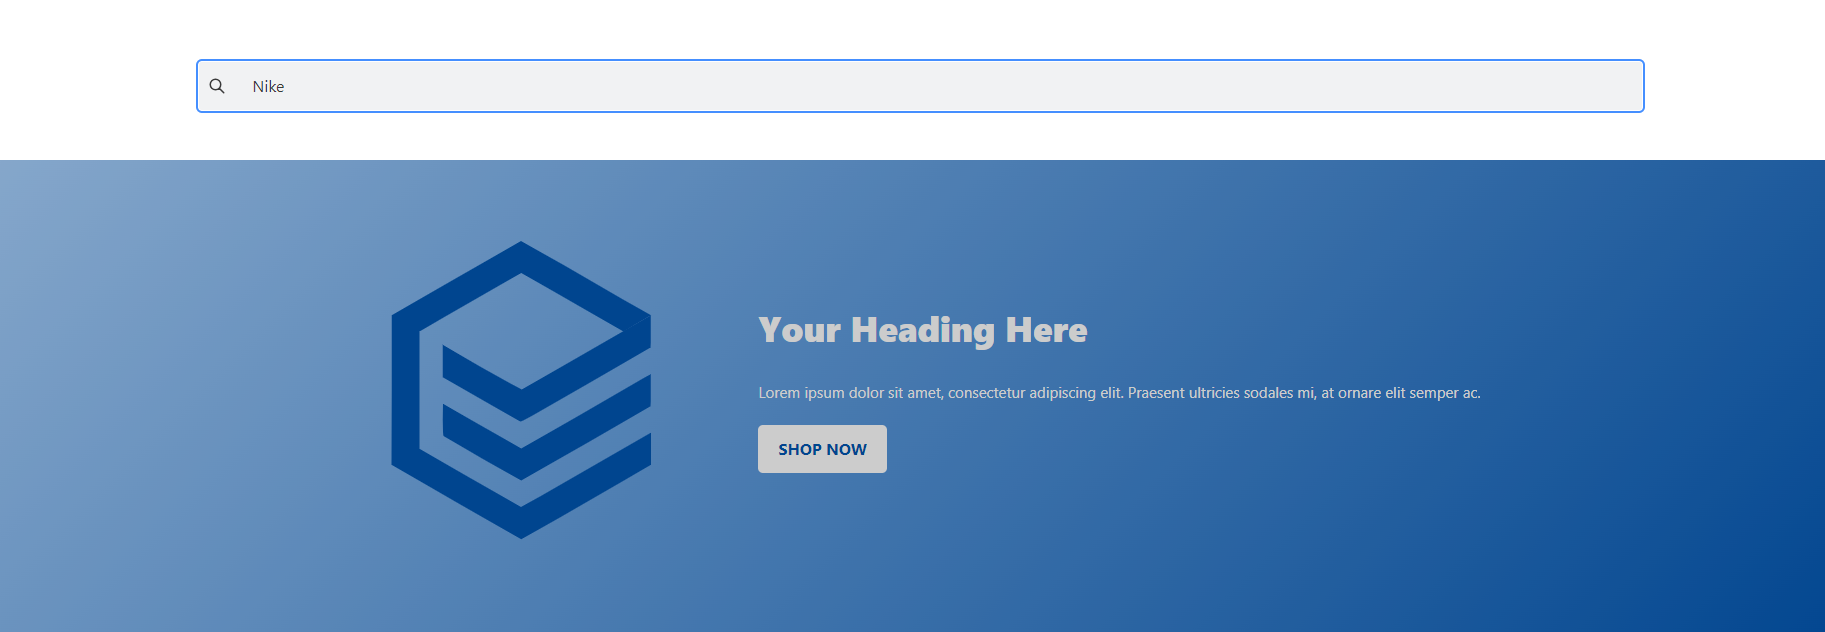 Nike
Your Heading Here
Lorem ipsum dolor sit amet, consectetur adipiscing elit. Praesent ultricies sodales mi, at ornare elit semper ac.
SHOP NOW